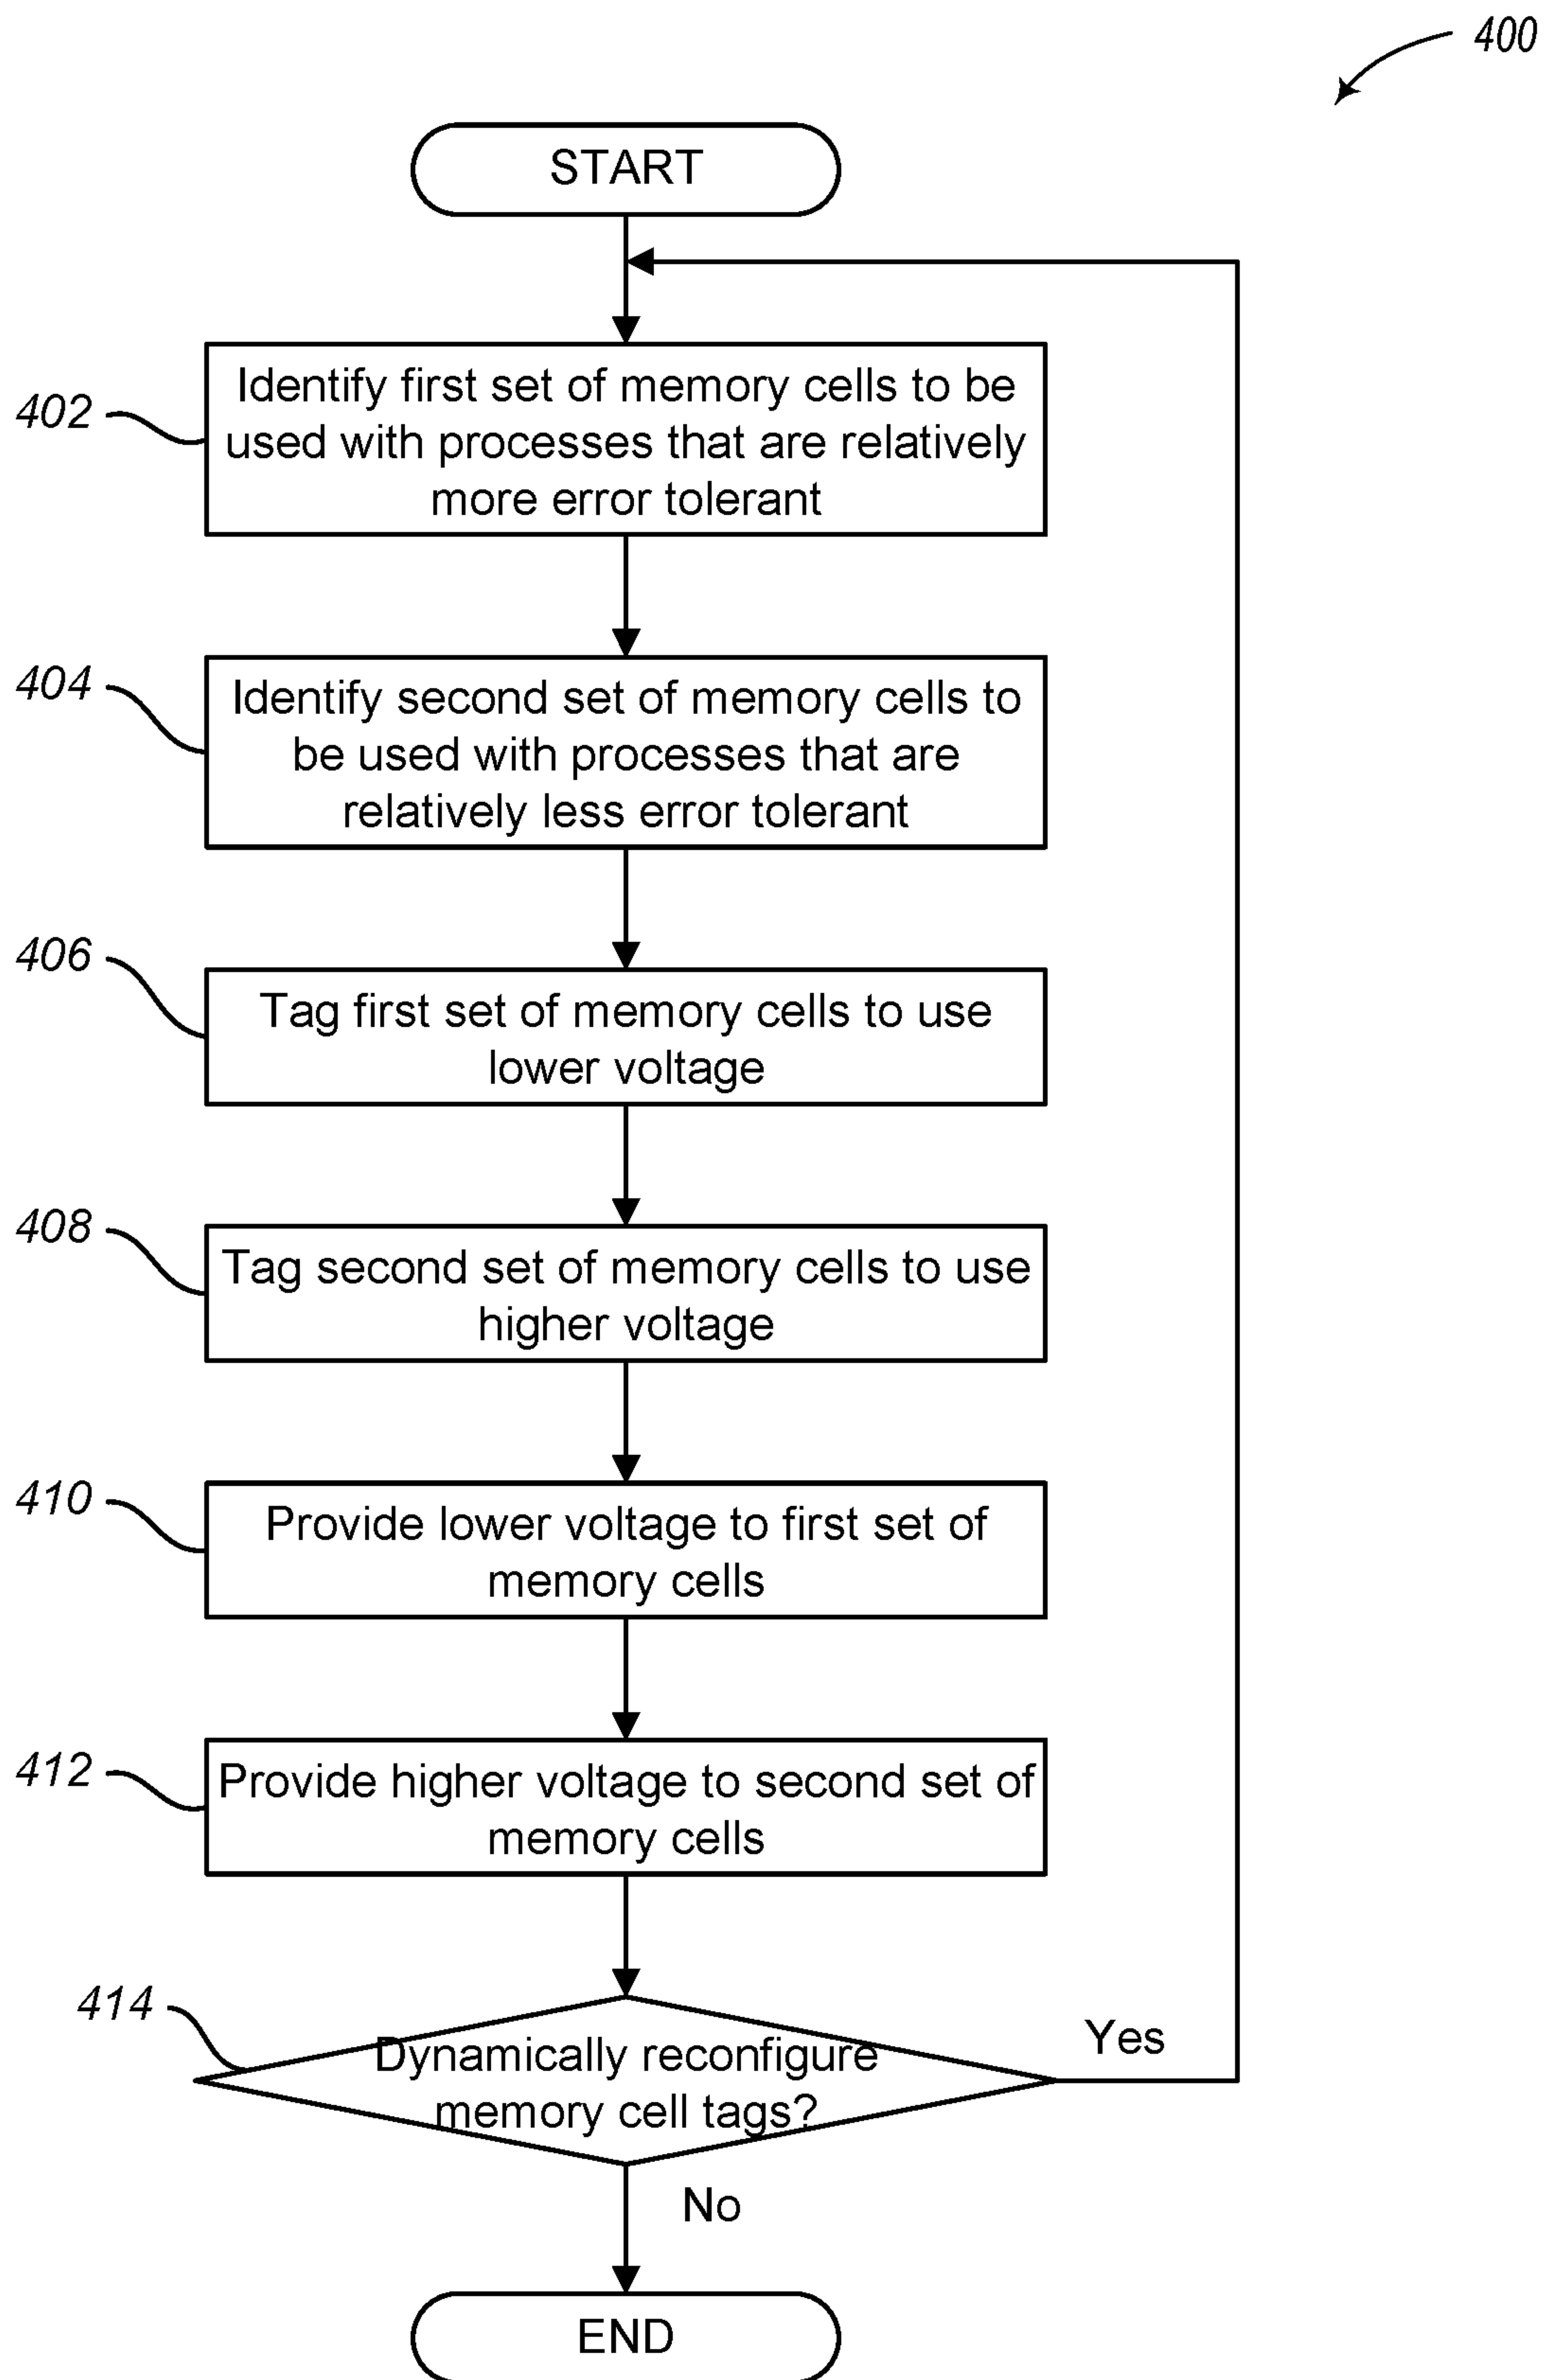 400
START
402
Identify first set of memory cells to be
used with processes that are relatively
more error tolerant
404
Identify second set of memory cells to
be used with processes that are
relatively less error tolerant
406
Tag first set of memory cells to use
lower voltage
408
Tag second set of memory cells to use
higher voltage
410
Provide lower voltage to first set of
memory cells
412
Provide higher voltage to second set of
memory cells
414
Dynamically reconfigure
memory cell tags?
Yes
No
END